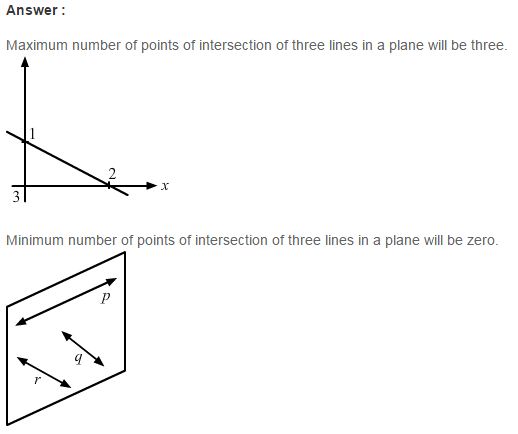 Answer :
Maximum number of points of intersection of three lines in a plane will be three.
1
2
x
3
Minimum number of points of intersection of three lines in a plane will be zero.
p
q
r